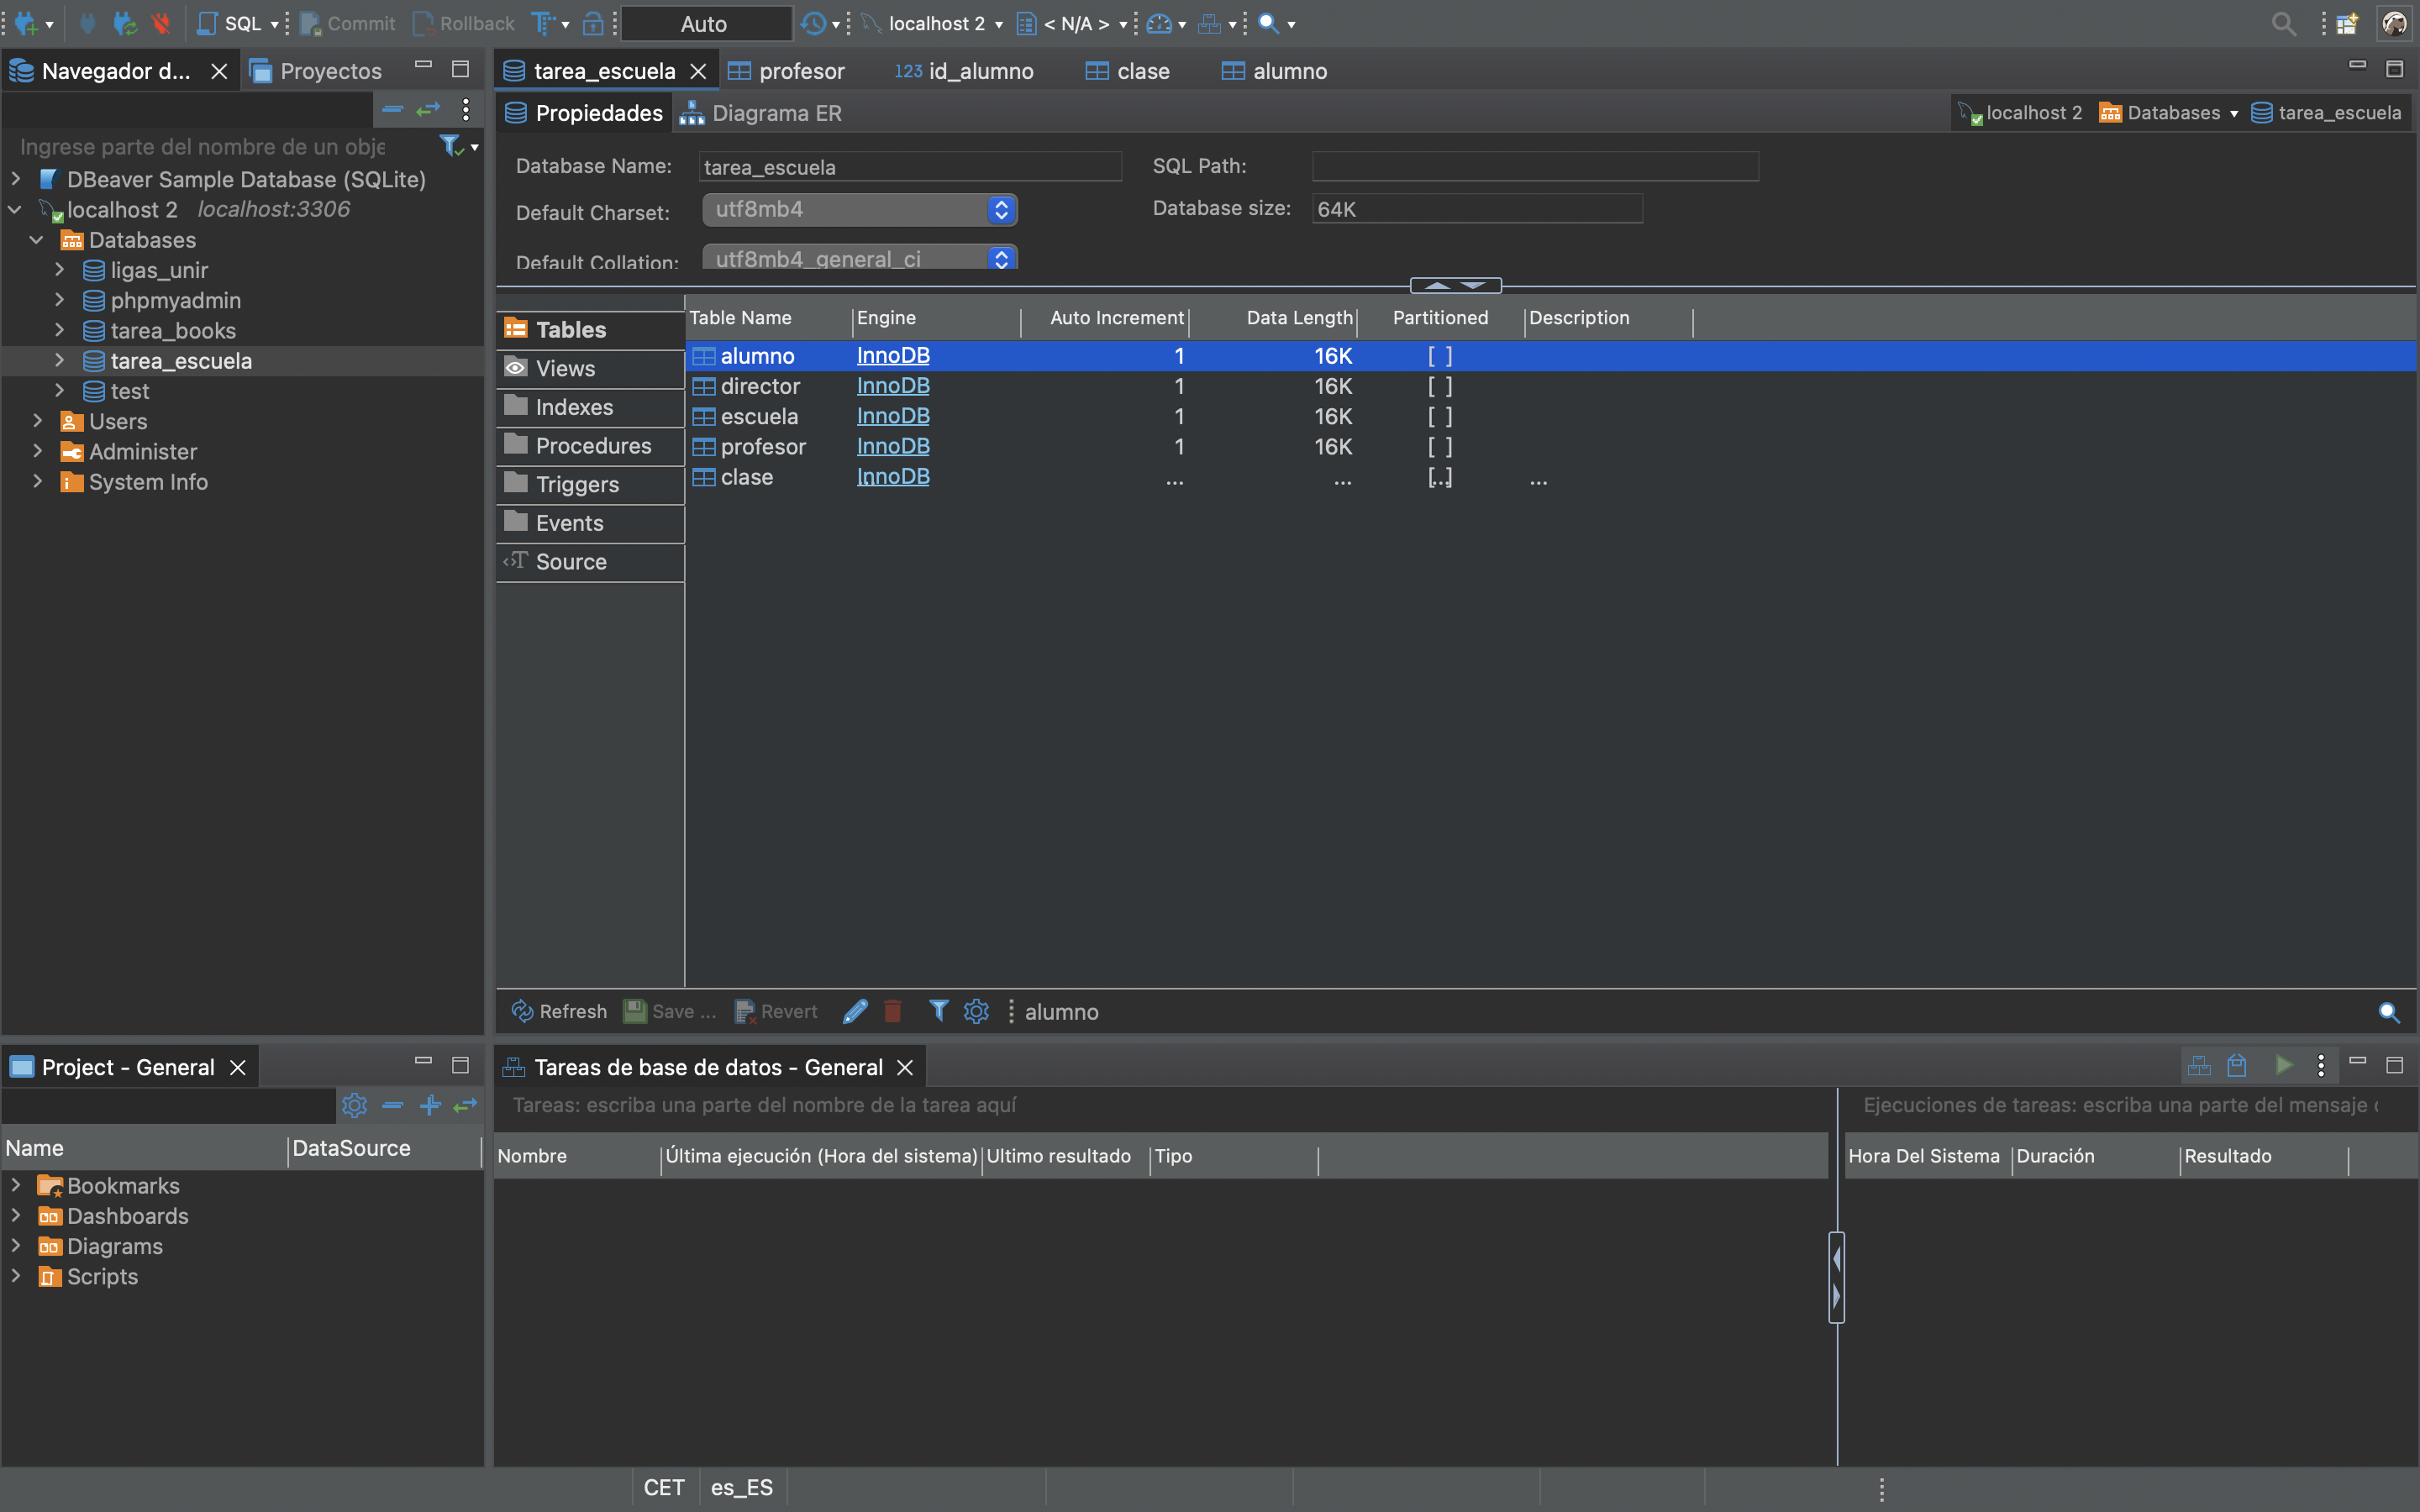 SQL Commit Rollback Auto localhost 2 < N/A >
Navegador d... Proyectos
Ingrese parte del nombre de un obje
DBeaver Sample Database (SQLite)
localhost 2 localhost:3306
Databases
ligas_unir
phpmyadmin
tarea_books
tarea_escuela
test
Users
Administer
System Info
tarea_escuela profesor 123 id_alumno clase alumno
Propiedades Diagrama ER localhost 2 Databases tarea_escuela
Database Name: tarea_escuela SQL Path:
Default Charset: utf8mb4 Database size: 64K
Default Collation: utf8mb4_general_ci
Tables
Views
Indexes
Procedures
Triggers
Events
Source
Table Name Engine Auto Increment Data Length Partitioned Description
alumno InnoDB 1 16K [ ]
director InnoDB 1 16K [ ]
escuela InnoDB 1 16K [ ]
profesor InnoDB 1 16K [ ]
clase InnoDB ... ... [..] ...
Refresh Save ... Revert alumno
Project - General
Name DataSource
Bookmarks
Dashboards
Diagrams
Scripts
Tareas de base de datos - General
Tareas: escriba una parte del nombre de la tarea aquí
Nombre Última ejecución (Hora del sistema) Ultimo resultado Tipo
Ejecuciones de tareas: escriba una parte del mensaje
Hora Del Sistema Duración Resultado
CET es_ES